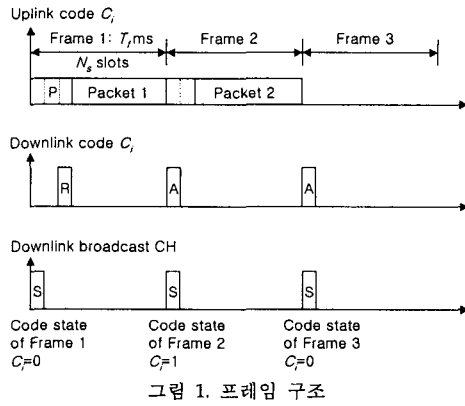 Uplink code Ci
Frame 1: Tf ms
Frame 2
Frame 3
Ns slots
P
Packet 1
Packet 2
Downlink code Ci
R
A
A
Downlink broadcast CH
S
S
S
Code state
of Frame 1
Ci=0
Code state
of Frame 2
Ci=1
Code state
of Frame 3
Ci=0
그림 1. 프레임 구조